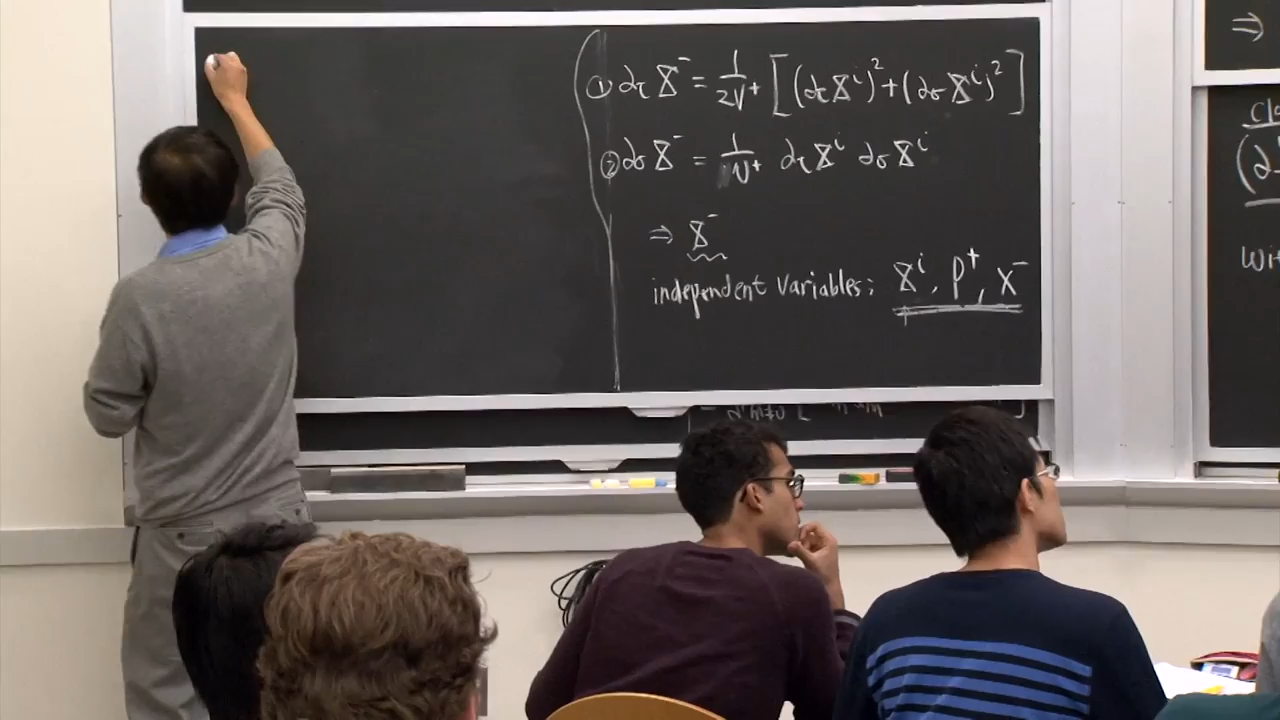 ① ∂τ X⁻ = 1/2V⁺ [(∂τ Xⁱ)² + (∂σ Xⁱ)²]
② ∂σ X⁻ = 1/V⁺ ∂τ Xⁱ ∂σ Xⁱ
⇒ X⁻
independent variables; Xⁱ, P⁺, X⁻
⇒